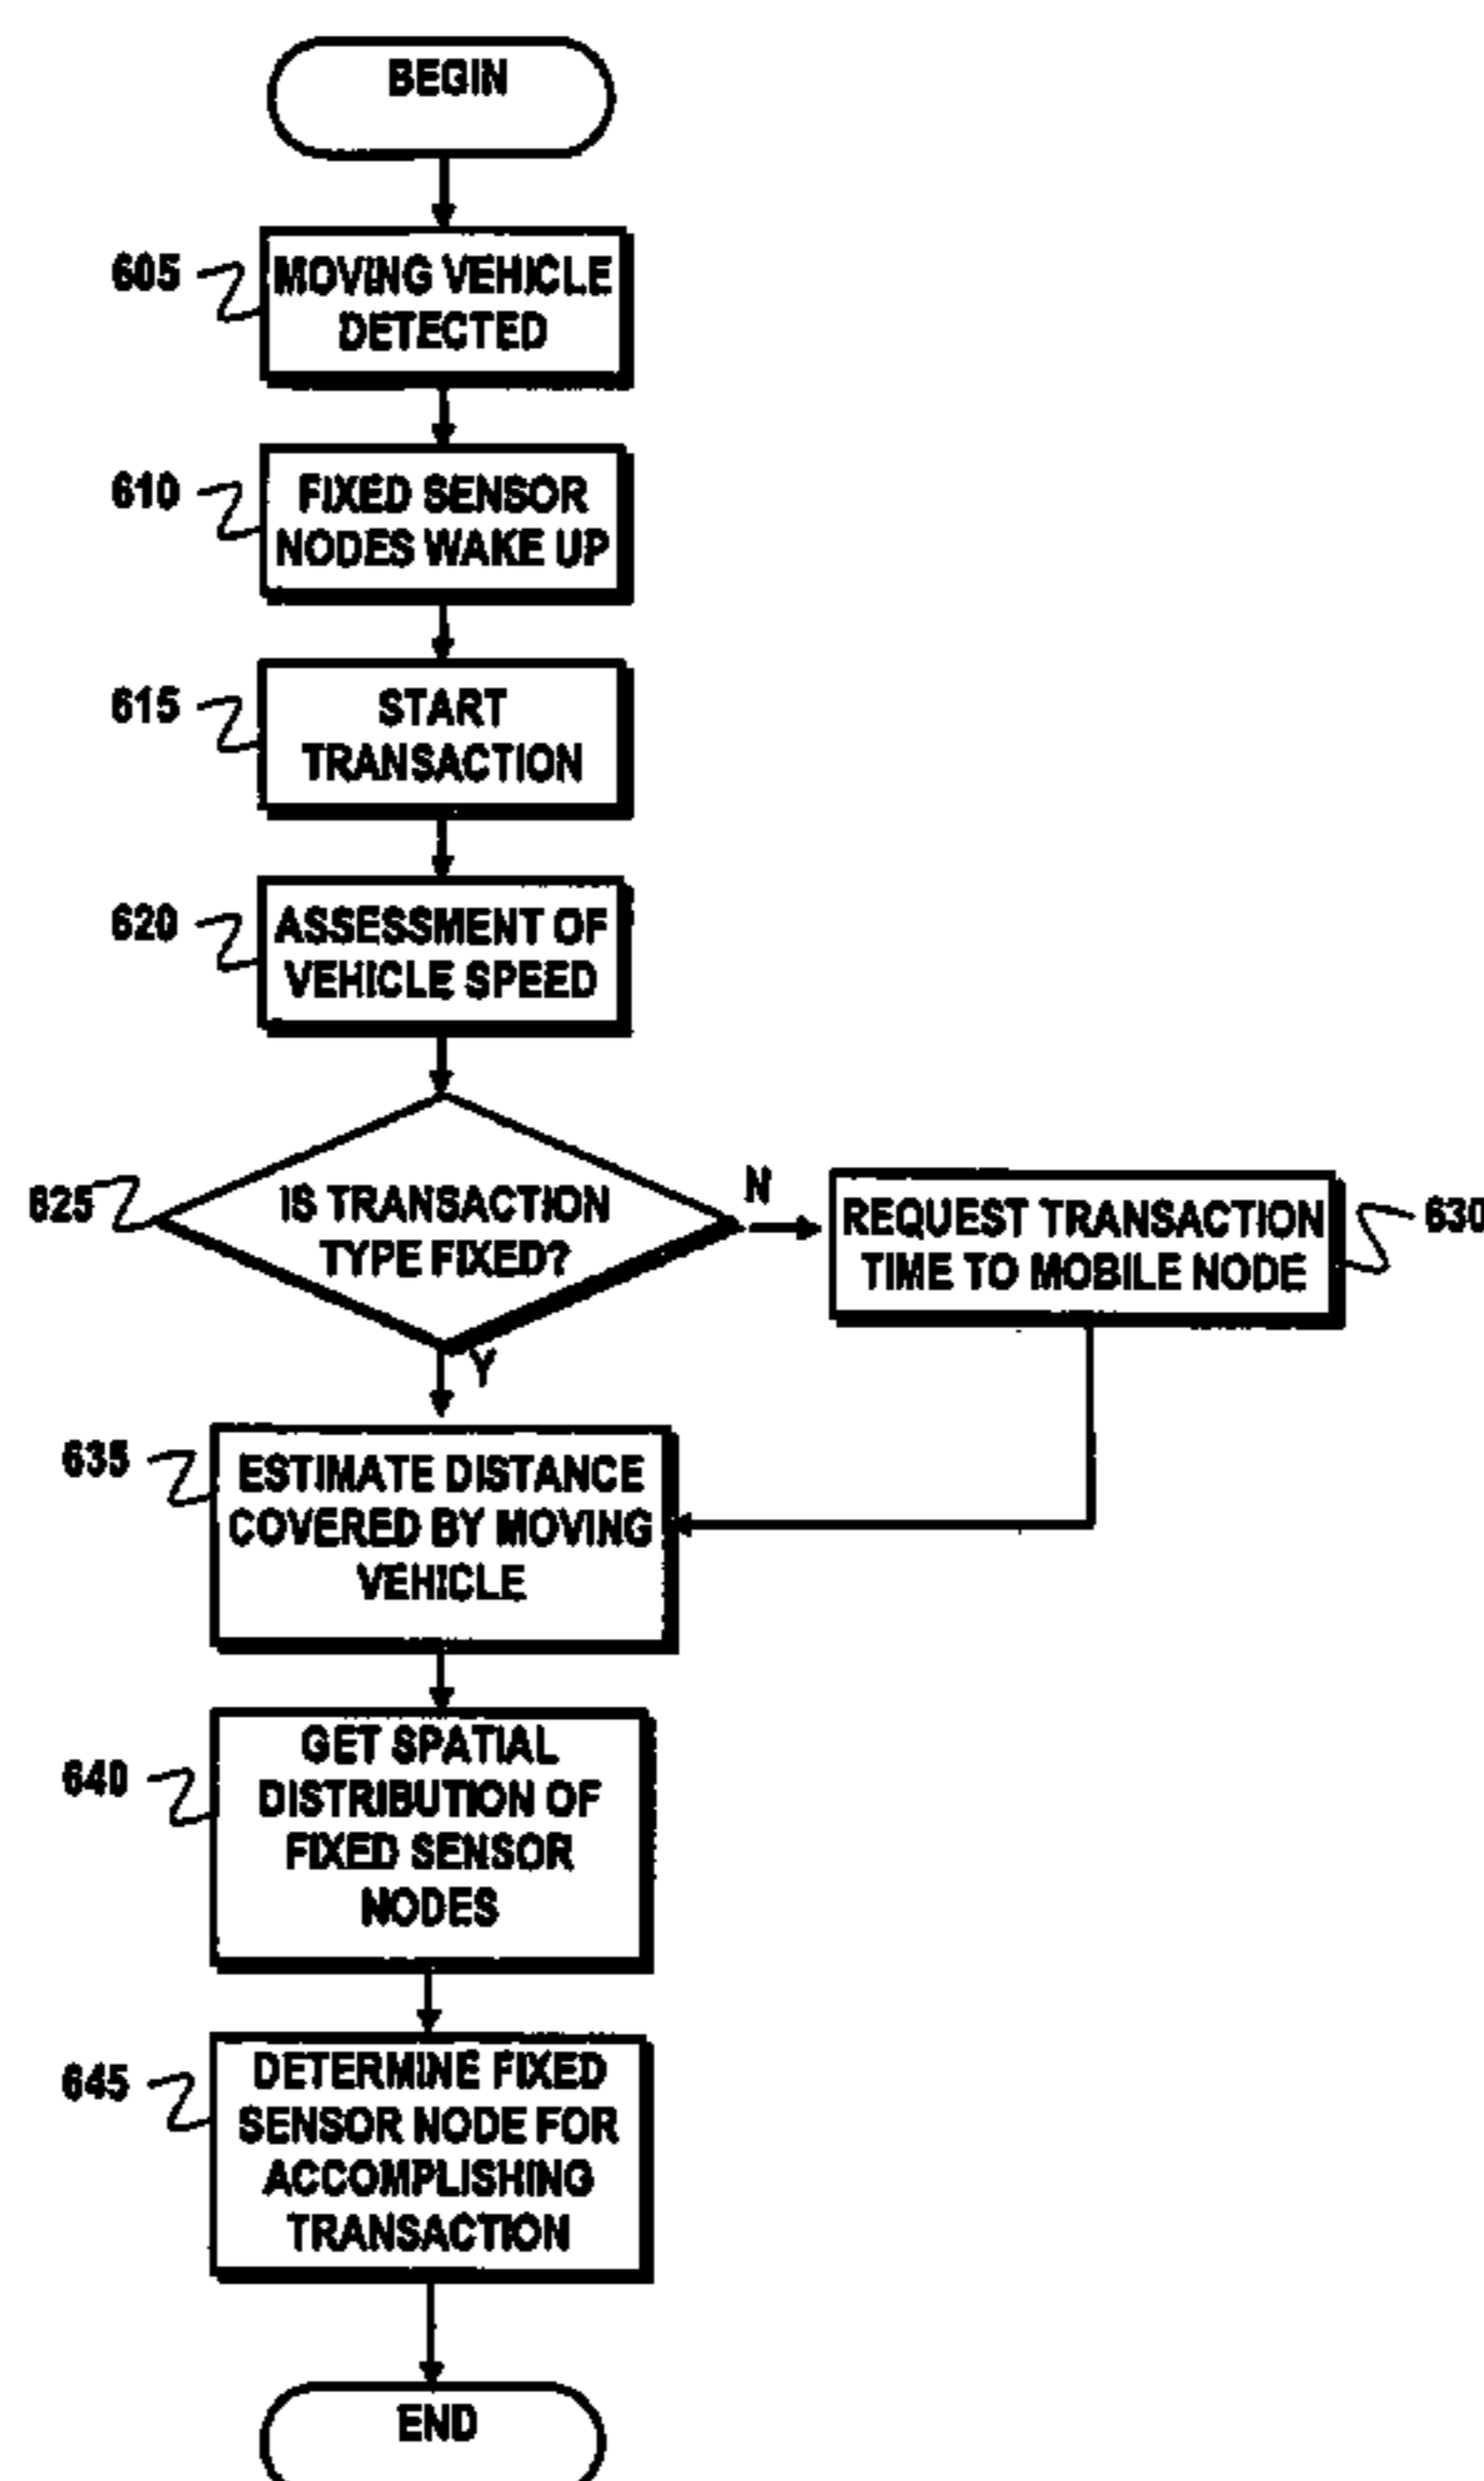 BEGIN
605
MOVING VEHICLE
DETECTED
610
FIXED SENSOR
NODES WAKE UP
615
START
TRANSACTION
620
ASSESSMENT OF
VEHICLE SPEED
625
IS TRANSACTION
TYPE FIXED?
N
REQUEST TRANSACTION
TIME TO MOBILE NODE
630
Y
635
ESTIMATE DISTANCE
COVERED BY MOVING
VEHICLE
640
GET SPATIAL
DISTRIBUTION OF
FIXED SENSOR
NODES
645
DETERMINE FIXED
SENSOR NODE FOR
ACCOMPLISHING
TRANSACTION
END